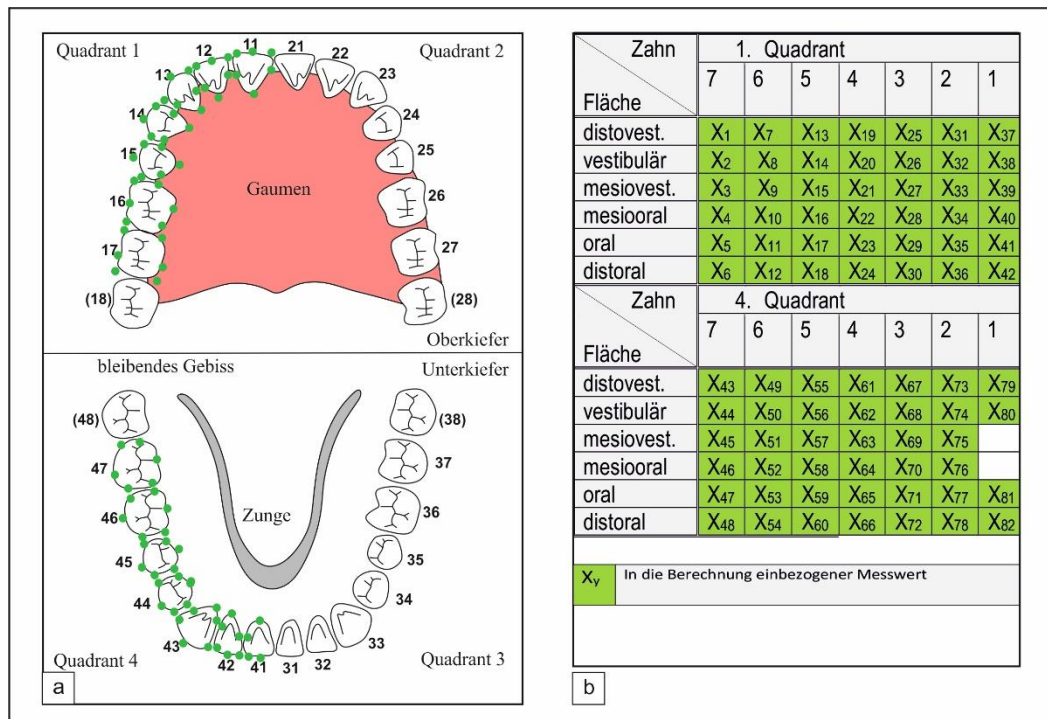 Quadrant 1
Quadrant 2
12
11
21
22
13
23
14
24
15
25
Gaumen
16
26
17
27
(18)
(28)
Oberkiefer
bleibendes Gebiss
Unterkiefer
(48)
(38)
47
37
46
Zunge
36
45
35
44
34
43
42
41
31
32
33
Quadrant 4
Quadrant 3
a
Zahn
1. Quadrant
Fläche
7 6 5 4 3 2 1
distovest. X1 X7 X13 X19 X25 X31 X37
vestibulär X2 X8 X14 X20 X26 X32 X38
mesiovest. X3 X9 X15 X21 X27 X33 X39
mesiooral X4 X10 X16 X22 X28 X34 X40
oral X5 X11 X17 X23 X29 X35 X41
distoral X6 X12 X18 X24 X30 X36 X42
Zahn
4. Quadrant
Fläche
7 6 5 4 3 2 1
distovest. X43 X49 X55 X61 X67 X73 X79
vestibulär X44 X50 X56 X62 X68 X74 X80
mesiovest. X45 X51 X57 X63 X69 X75
mesiooral X46 X52 X58 X64 X70 X76
oral X47 X53 X59 X65 X71 X77 X81
distoral X48 X54 X60 X66 X72 X78 X82
Xy In die Berechnung einbezogener Messwert
b